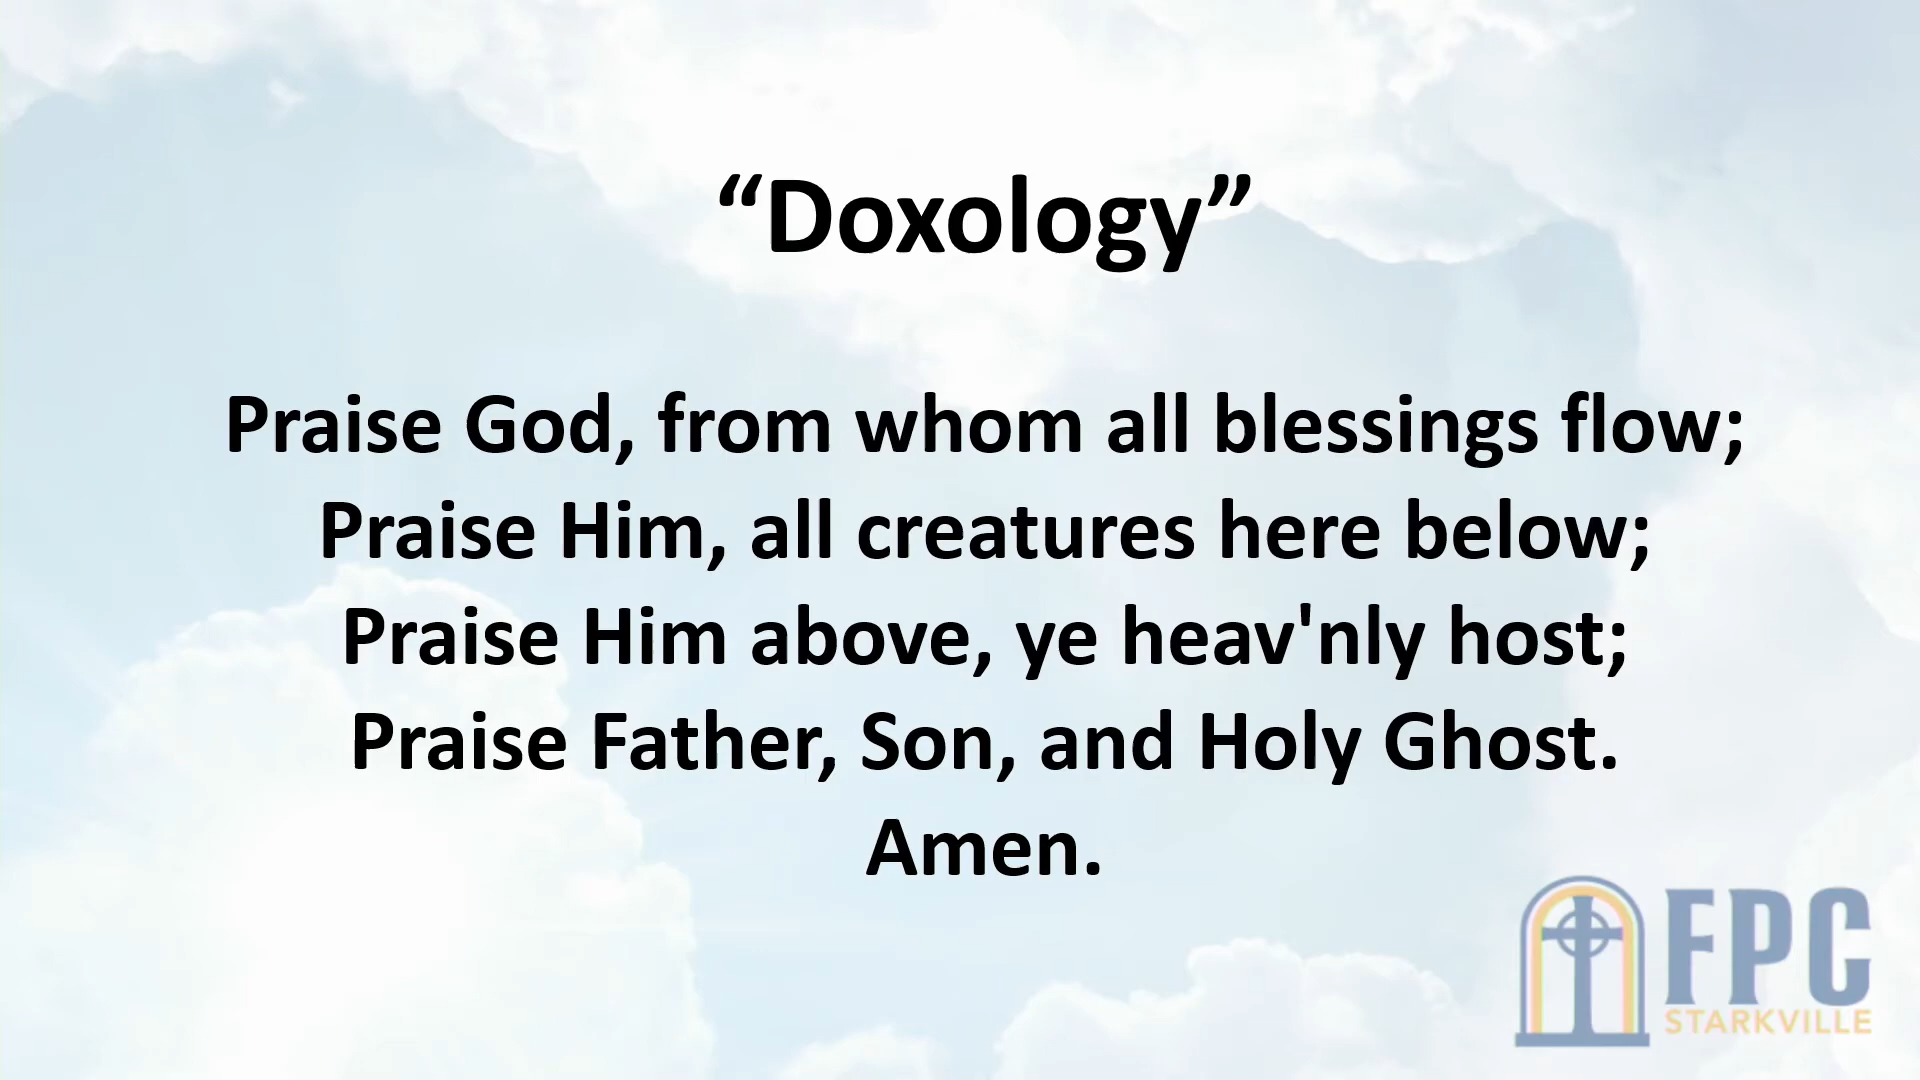 “Doxology”
Praise God, from whom all blessings flow;
Praise Him, all creatures here below;
Praise Him above, ye heav'nly host;
Praise Father, Son, and Holy Ghost.
Amen.
FPC
STARKVILLE